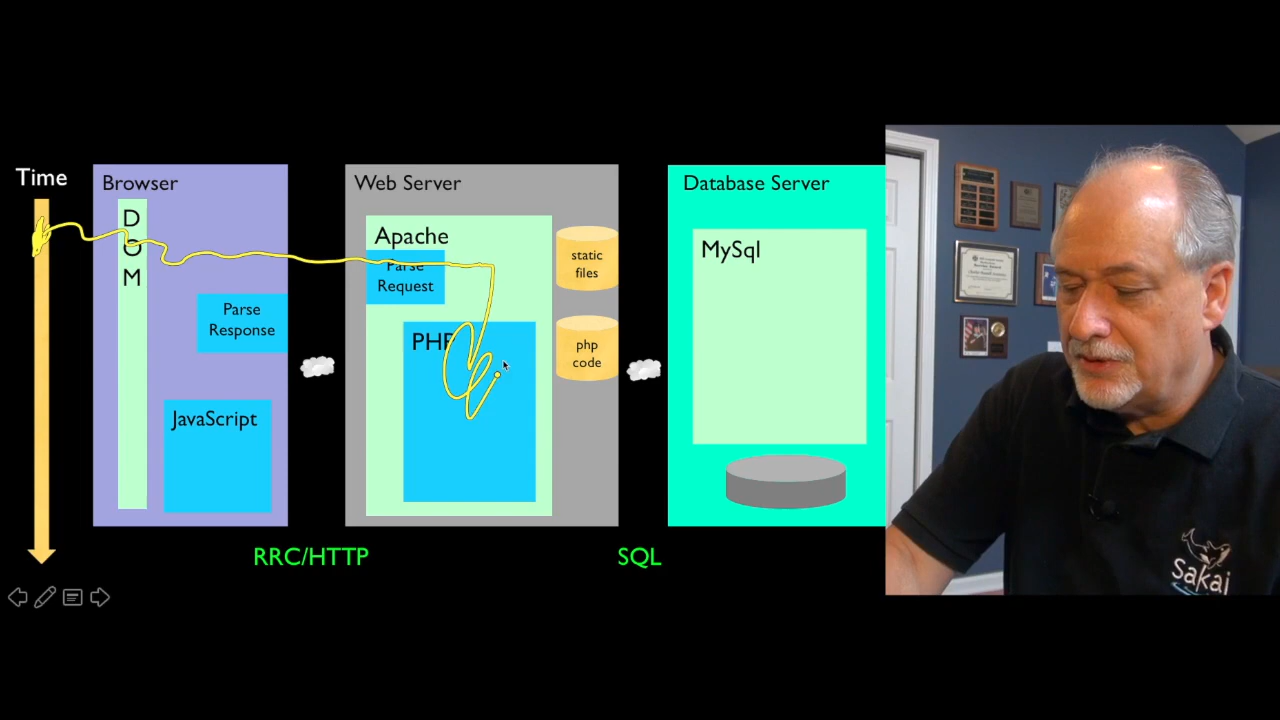 Time
Browser
D
O
M
Parse
Response
JavaScript
Web Server
Apache
Parse
Request
PHP
static
files
php
code
Database Server
MySql
RRC/HTTP
SQL
Sakai